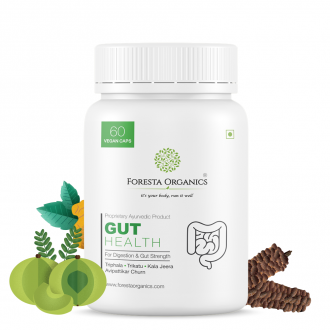 60
VEGAN CAPS
FORESTA ORGANICS®
it's your body, run it well!
Proprietary Ayurvedic Product
GUT
HEALTH
For Digestion & Gut Strength
Triphala • Trikatu • Kala Jeera
Avipattikar Churn
www.forestaorganics.com